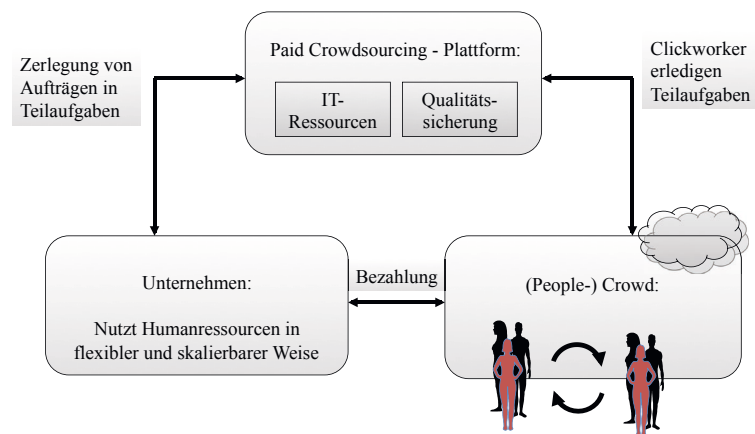 Paid Crowdsourcing - Plattform:
IT-
Ressourcen
Qualitäts-
sicherung
Zerlegung von
Aufträgen in
Teilaufgaben
Clickworker
erledigen
Teilaufgaben
Unternehmen:
Nutzt Humanressourcen in
flexibler und skalierbarer Weise
Bezahlung
(People-) Crowd: